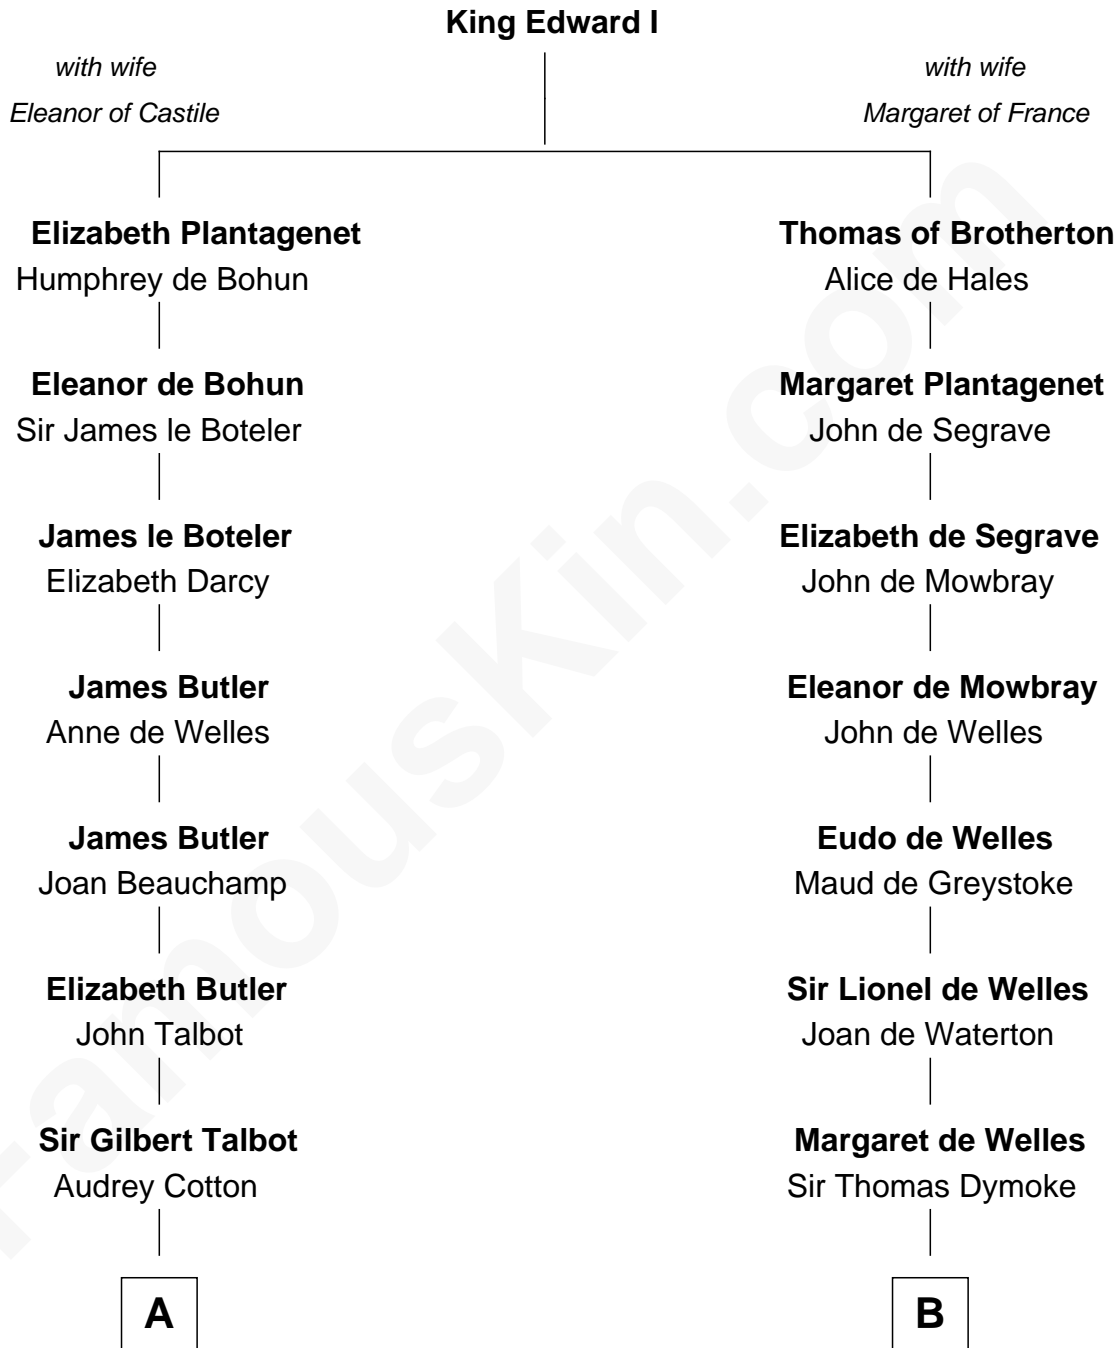 King Edward I
with wife
Eleanor of Castile
with wife
Margaret of France
Elizabeth Plantagenet
Humphrey de Bohun
Thomas of Brotherton
Alice de Hales
Eleanor de Bohun
Sir James le Boteler
Margaret Plantagenet
John de Segrave
James le Boteler
Elizabeth Darcy
Elizabeth de Segrave
John de Mowbray
James Butler
Anne de Welles
Eleanor de Mowbray
John de Welles
James Butler
Joan Beauchamp
Eudo de Welles
Maud de Greystoke
Elizabeth Butler
John Talbot
Sir Lionel de Welles
Joan de Waterton
Sir Gilbert Talbot
Audrey Cotton
Margaret de Welles
Sir Thomas Dymoke
A
B
FamousKin.com